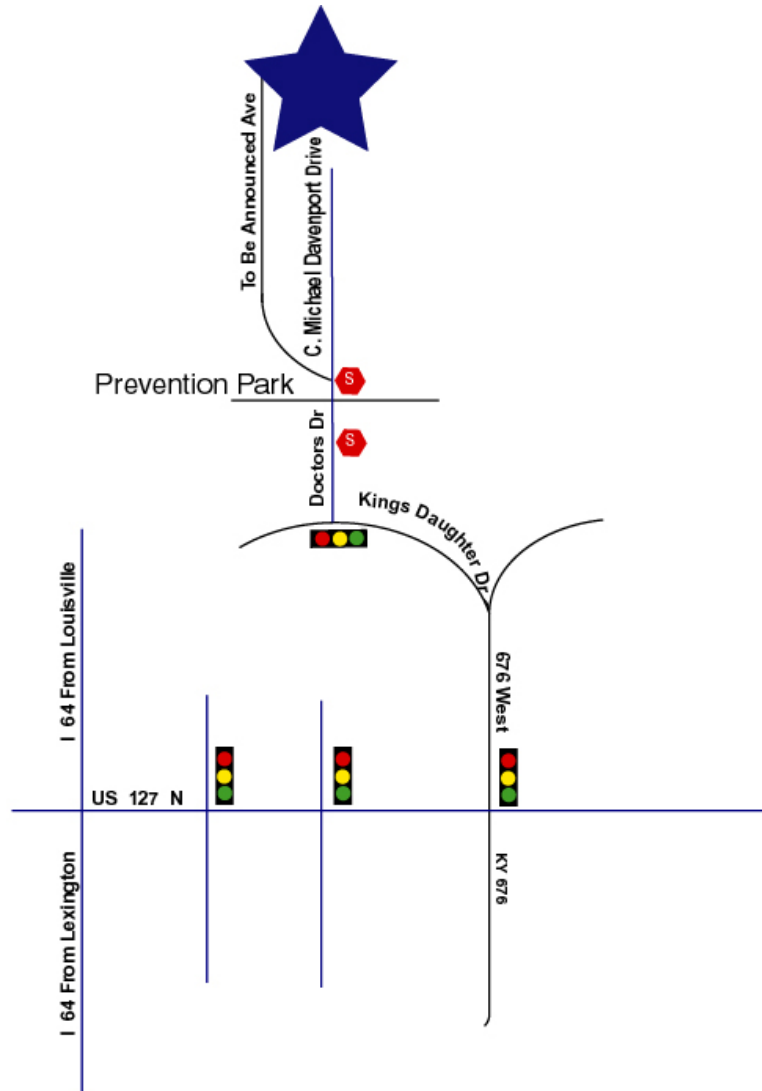 To Be Announced Ave
C. Michael Davenport Drive
Prevention Park
S
Doctors Dr
S
Kings Daughter Dr
I 64 From Louisville
676 West
US 127 N
I 64 From Lexington
KY 676